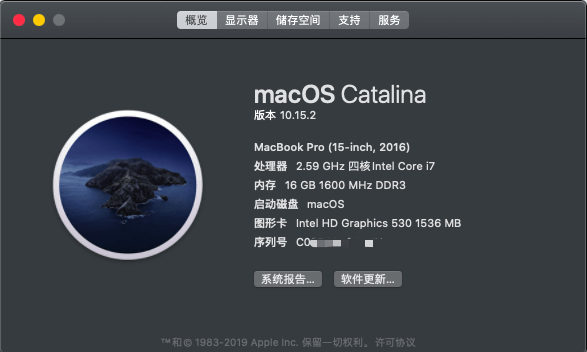 概览 显示器 储存空间 支持 服务
macOS Catalina
版本 10.15.2
MacBook Pro (15-inch, 2016)
处理器 2.59 GHz 四核Intel Core i7
内存 16 GB 1600 MHz DDR3
启动磁盘 macOS
图形卡 Intel HD Graphics 530 1536 MB
序列号 C0
系统报告... 软件更新...
™和© 1983-2019 Apple Inc. 保留一切权利。许可协议